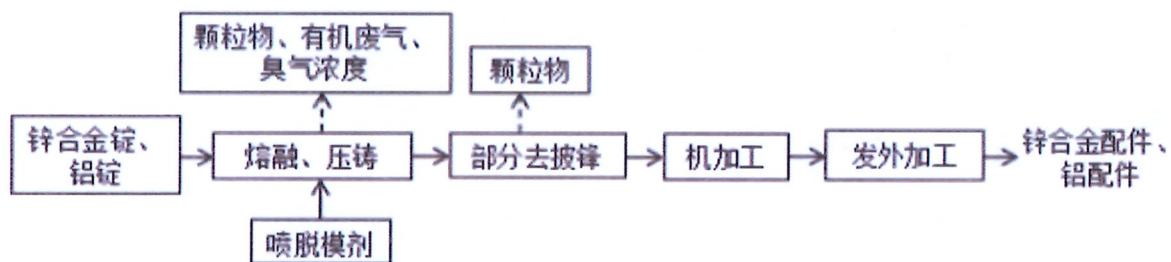 颗粒物、有机废气、
臭气浓度
颗粒物
锌合金锭、
铝锭
熔融、压铸
部分去披锋
机加工
发外加工
锌合金配件、
铝配件
喷脱模剂